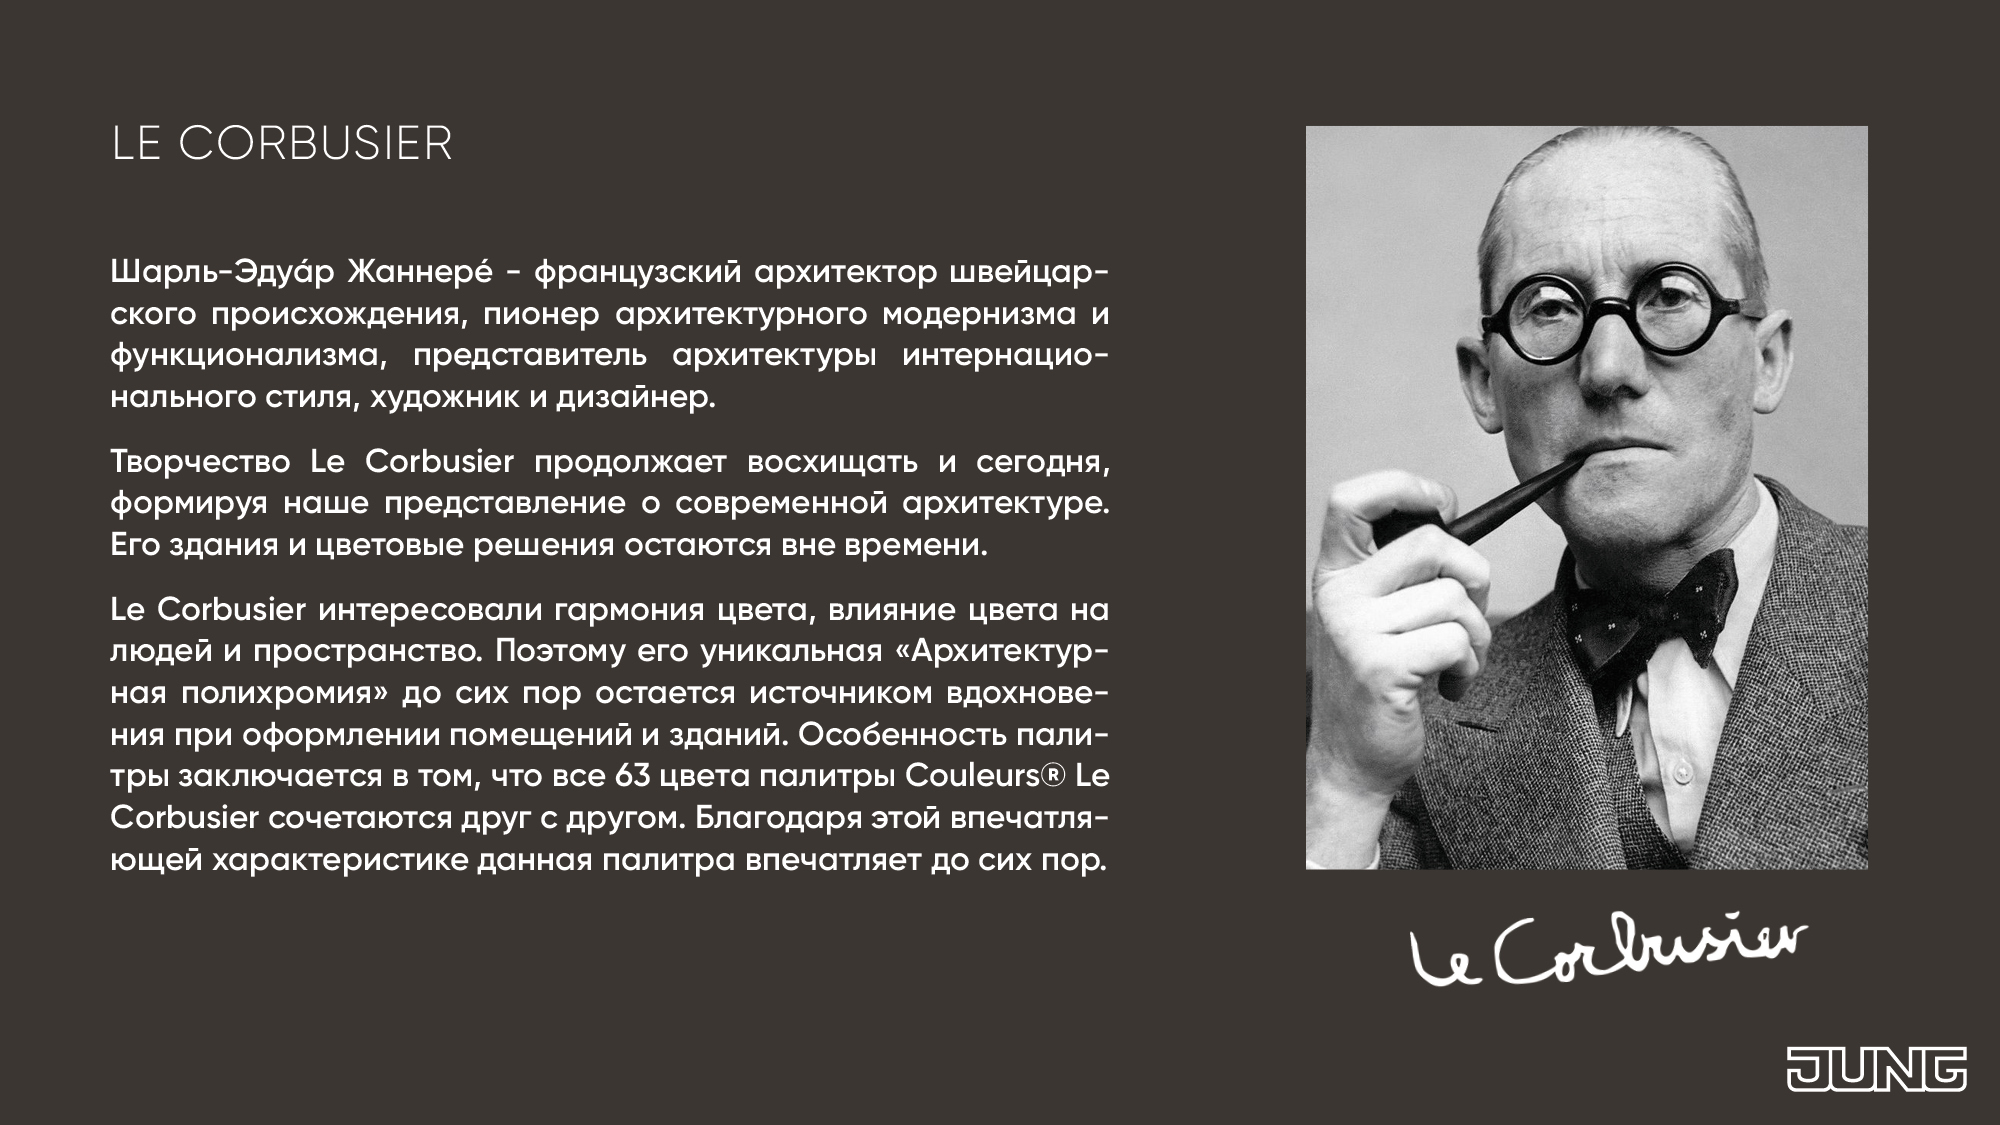 LE CORBUSIER
Шарль-Эдуа́р Жаннере́ - французский архитектор швейцар-
ского происхождения, пионер архитектурного модернизма и
функционализма, представитель архитектуры интернацио-
нального стиля, художник и дизайнер.
Творчество Le Corbusier продолжает восхищать и сегодня,
формируя наше представление о современной архитектуре.
Его здания и цветовые решения остаются вне времени.
Le Corbusier интересовали гармония цвета, влияние цвета на
людей и пространство. Поэтому его уникальная «Архитектур-
ная полихромия» до сих пор остается источником вдохнове-
ния при оформлении помещений и зданий. Особенность пали-
тры заключается в том, что все 63 цвета палитры Couleurs® Le
Corbusier сочетаются друг с другом. Благодаря этой впечатля-
ющей характеристике данная палитра впечатляет до сих пор.
Le Corbusier
JUNG